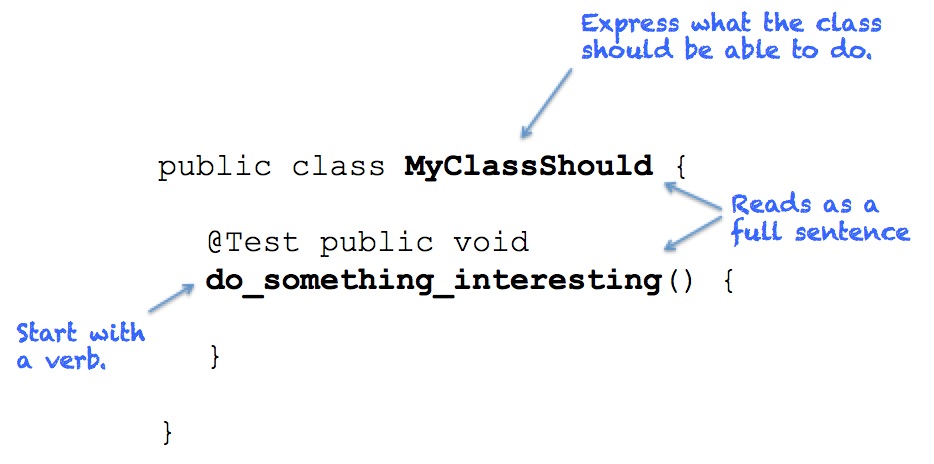 Express what the class
should be able to do.
public class MyClassShould {
Reads as a
full sentence
@Test public void
do_something_interesting() {
Start with
a verb.
}
}